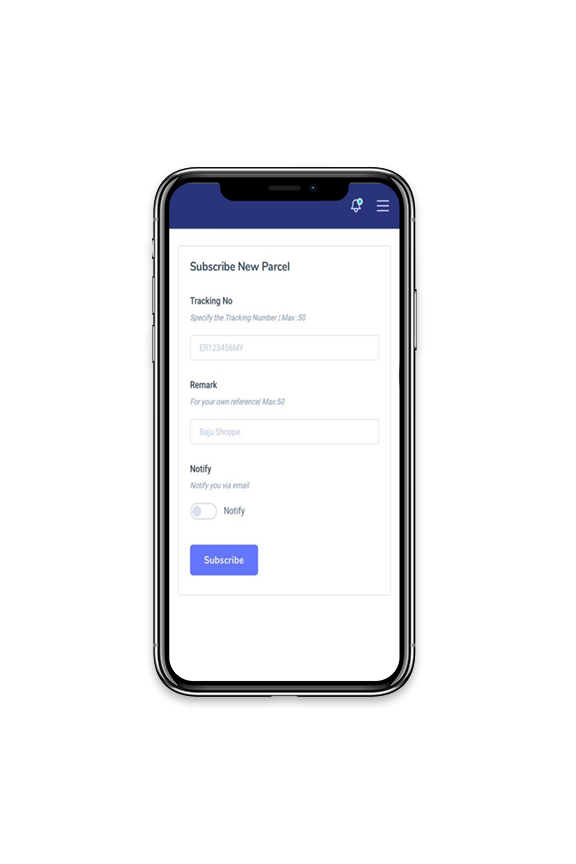 Subscribe New Parcel
Tracking No
Specify the Tracking Number | Max :50
ER123456MY
Remark
For your own reference| Max:50
Baju Shoppe
Notify
Notify you via email
Notify
Subscribe